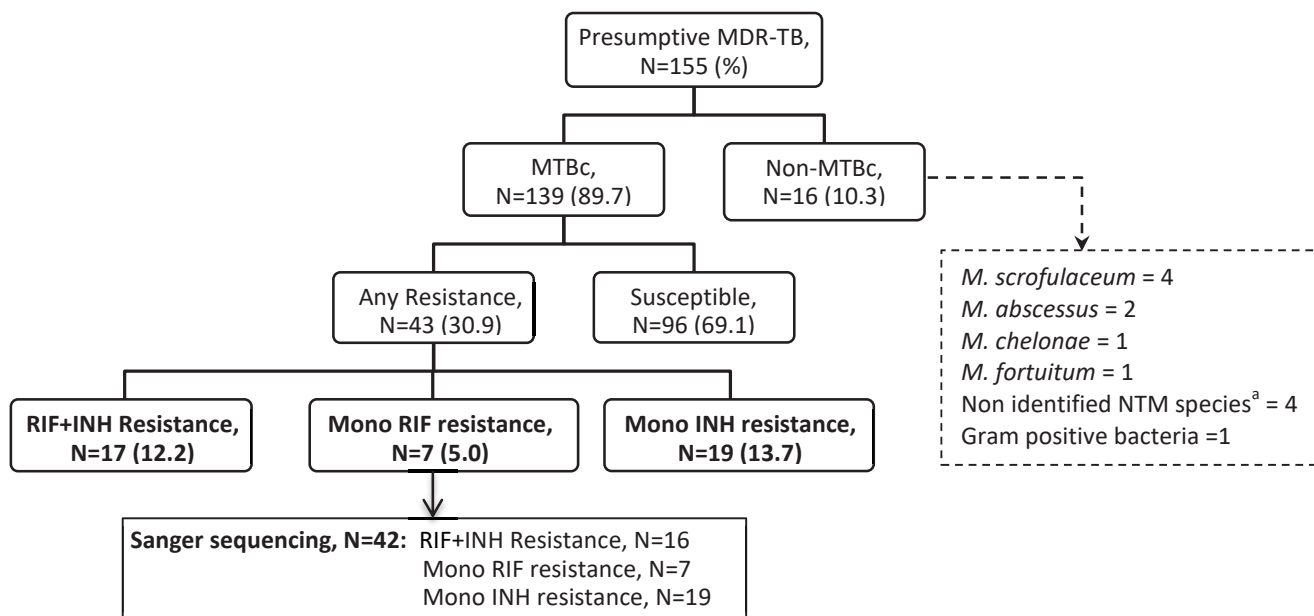 Presumptive MDR-TB,
N=155 (%)
MTBc,
N=139 (89.7)
Non-MTBc,
N=16 (10.3)
Any Resistance,
N=43 (30.9)
Susceptible,
N=96 (69.1)
M. scrofulaceum = 4
M. abscessus = 2
M. chelonae = 1
M. fortuitum = 1
Non identified NTM speciesᵃ = 4
Gram positive bacteria =1
RIF+INH Resistance,
N=17 (12.2)
Mono RIF resistance,
N=7 (5.0)
Mono INH resistance,
N=19 (13.7)
Sanger sequencing, N=42: RIF+INH Resistance, N=16
Mono RIF resistance, N=7
Mono INH resistance, N=19